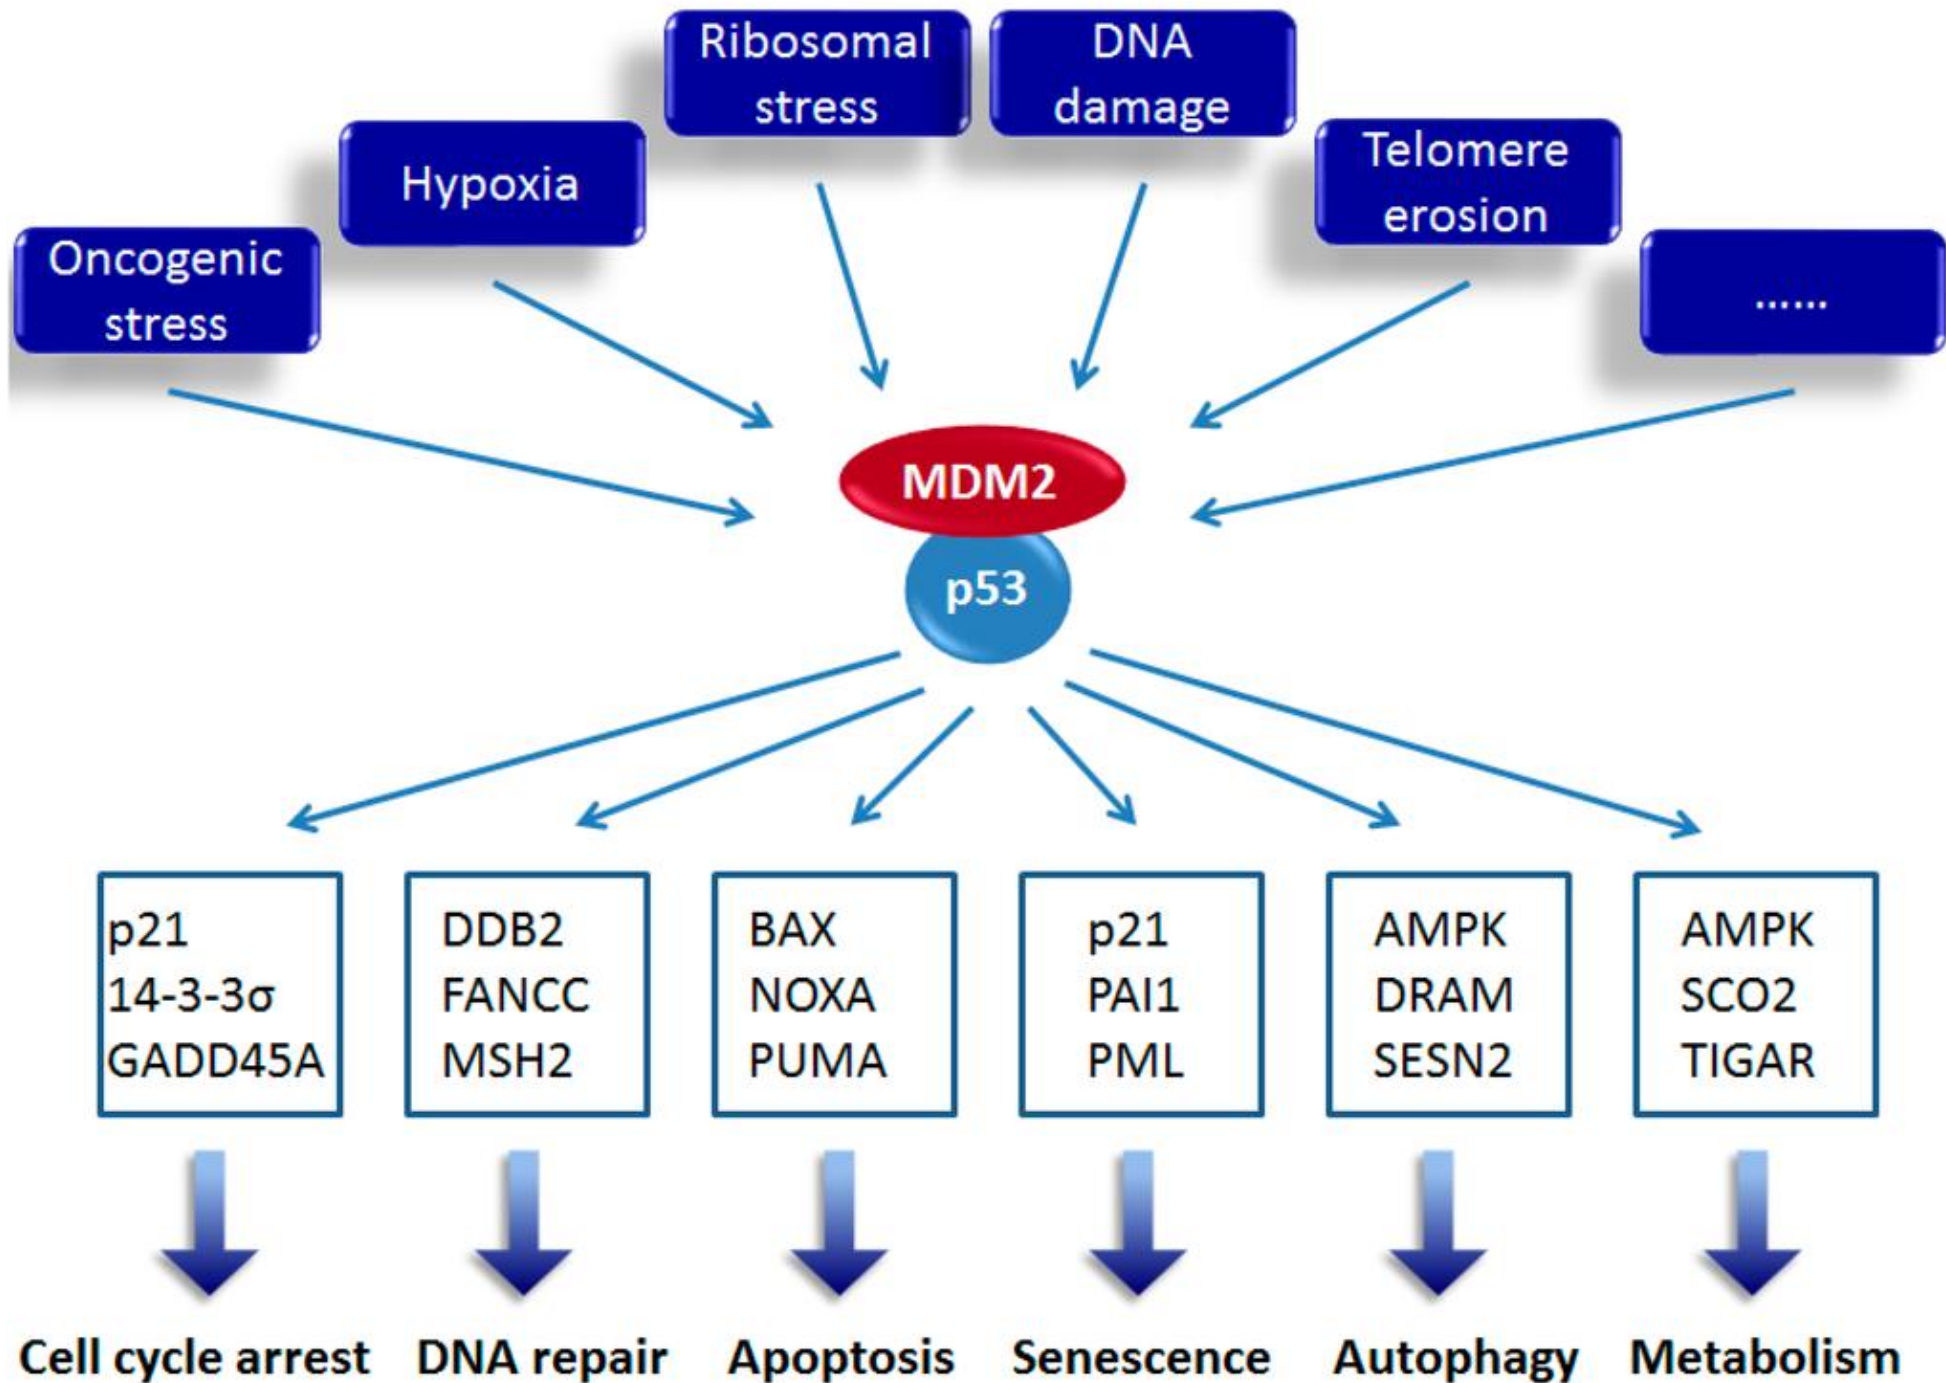 Ribosomal
stress
DNA
damage
Hypoxia
Telomere
erosion
Oncogenic
stress
......
MDM2
p53
p21
14-3-3σ
GADD45A
DDB2
FANCC
MSH2
BAX
NOXA
PUMA
p21
PAI1
PML
AMPK
DRAM
SESN2
AMPK
SCO2
TIGAR
Cell cycle arrest
DNA repair
Apoptosis
Senescence
Autophagy
Metabolism